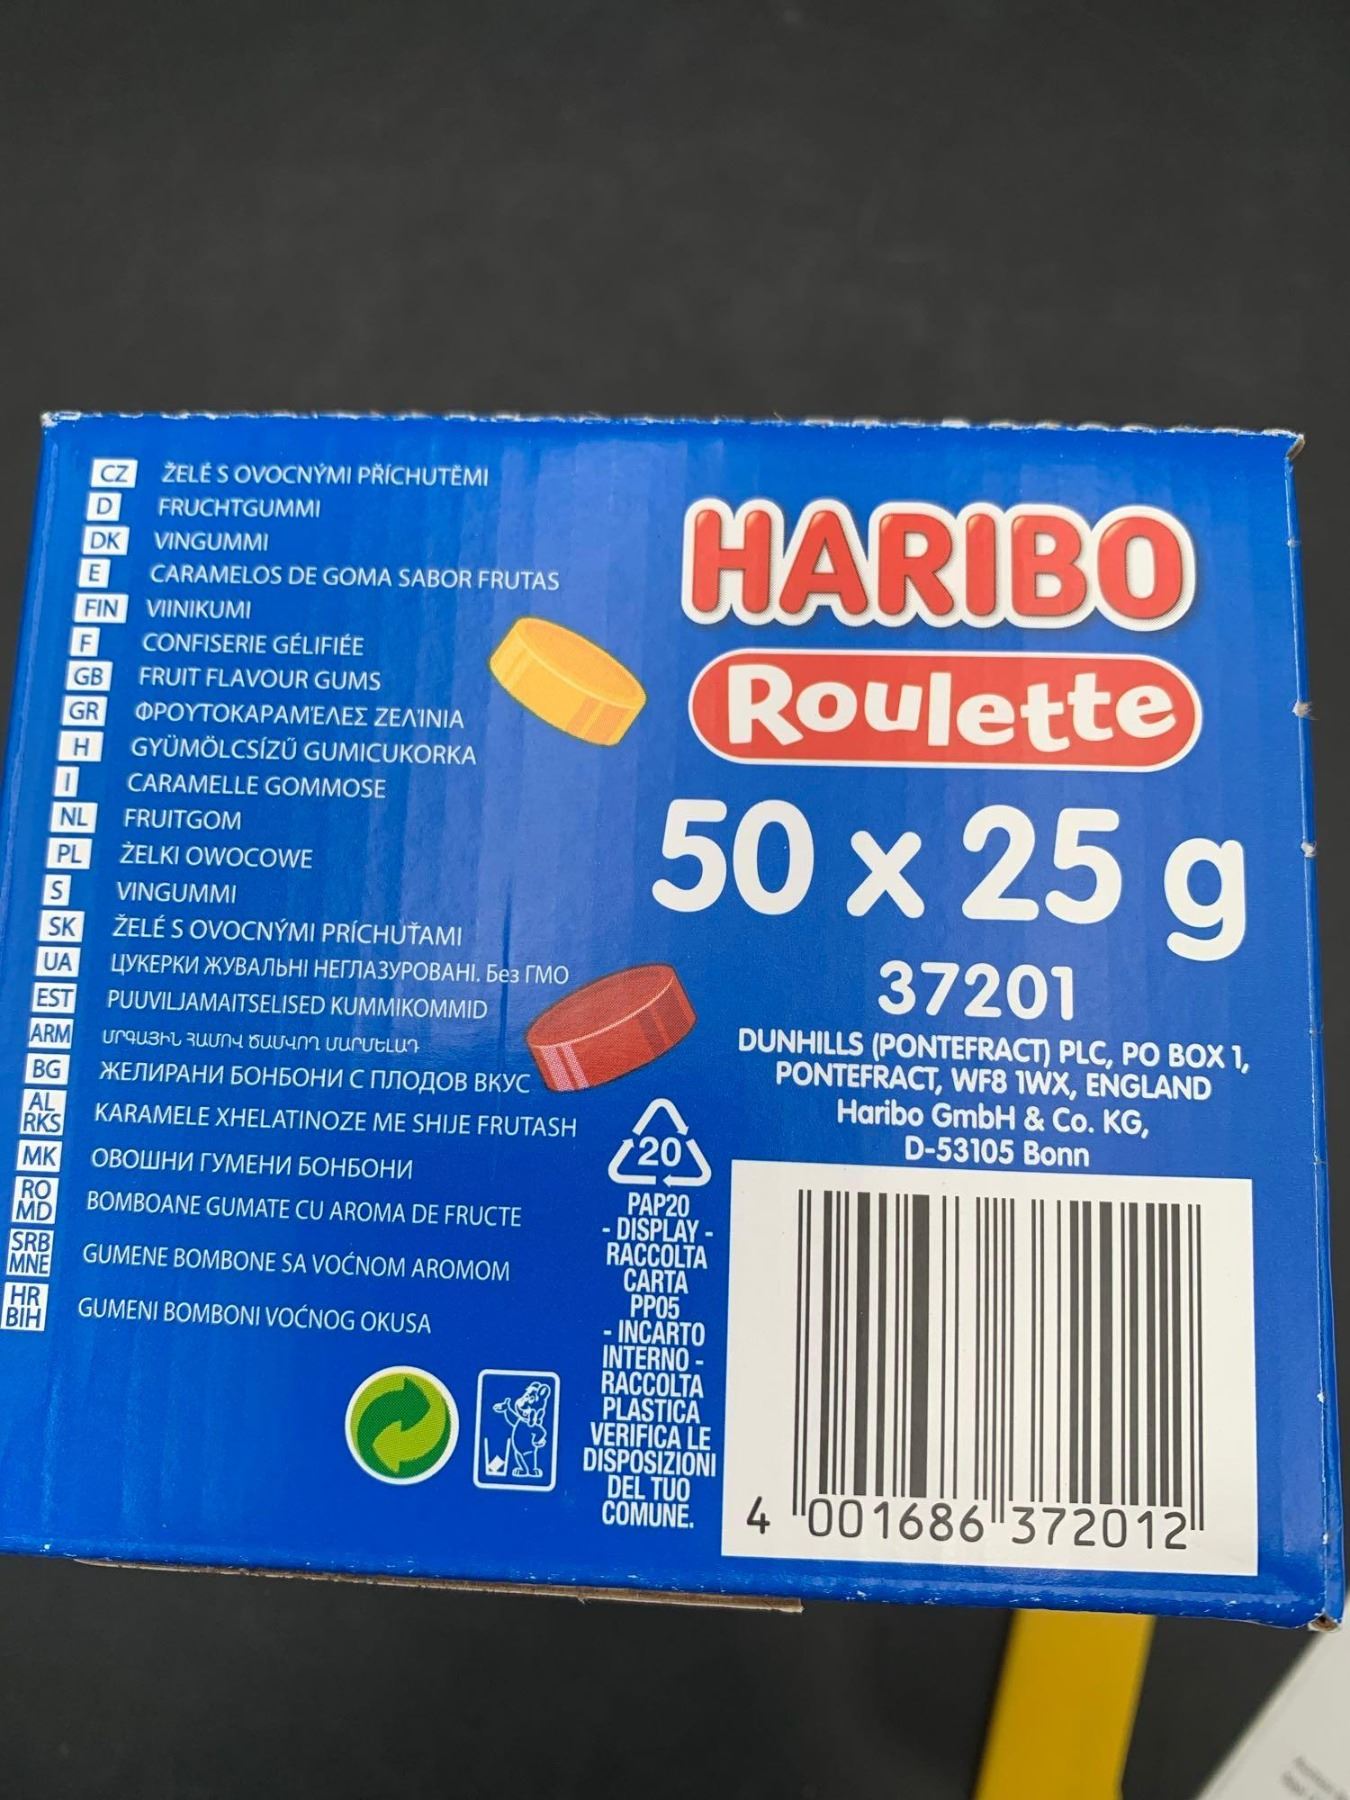 CZ ŽELÉ S OVOCNÝMI PŘÍCHUTĚMI
D FRUCHTGUMMI
DK VINGUMMI
E CARAMELOS DE GOMA SABOR FRUTAS
FIN VIINIKUMI
F CONFISERIE GÉLIFIÉE
GB FRUIT FLAVOUR GUMS
GR ΦΡΟΥΤΟΚΑΡΑΜΈΛΕΣ ΖΕΛΊΝΙΑ
H GYÜMÖLCSÍZŰ GUMICUKORKA
I CARAMELLE GOMMOSE
NL FRUITGOM
PL ŻELKI OWOCOWE
S VINGUMMI
SK ŽELÉ S OVOCNÝMI PRÍCHUŤAMI
UA ЦУКЕРКИ ЖУВАЛЬНІ НЕГЛАЗУРОВАНІ. Без ГМО
EST PUUVILJAMAITSELISED KUMMIKOMMID
ARM ՄՐԳԱՅԻՆ ՀԱՄՈՎ ԾԱՄՎՈՂ ՄԱՐՄԵԼԱԴ
BG ЖЕЛИРАНИ БОНБОНИ С ПЛОДОВ ВКУС
AL RKS KARAMELE XHELATINOZE ME SHIJE FRUTASH
MK ОВОШНИ ГУМЕНИ БОНБОНИ
RO MD BOMBOANE GUMATE CU AROMA DE FRUCTE
SRB MNE GUMENE BOMBONE SA VOĆNOM AROMOM
HR BIH GUMENI BOMBONI VOĆNOG OKUSA
HARIBO
Roulette
50 x 25 g
37201
DUNHILLS (PONTEFRACT) PLC, PO BOX 1,
PONTEFRACT, WF8 1WX, ENGLAND
Haribo GmbH & Co. KG,
D-53105 Bonn
20
PAP20
- DISPLAY -
RACCOLTA
CARTA
PP05
- INCARTO
INTERNO -
RACCOLTA
PLASTICA
VERIFICA LE
DISPOSIZIONI
DEL TUO
COMUNE.
4 001686 372012